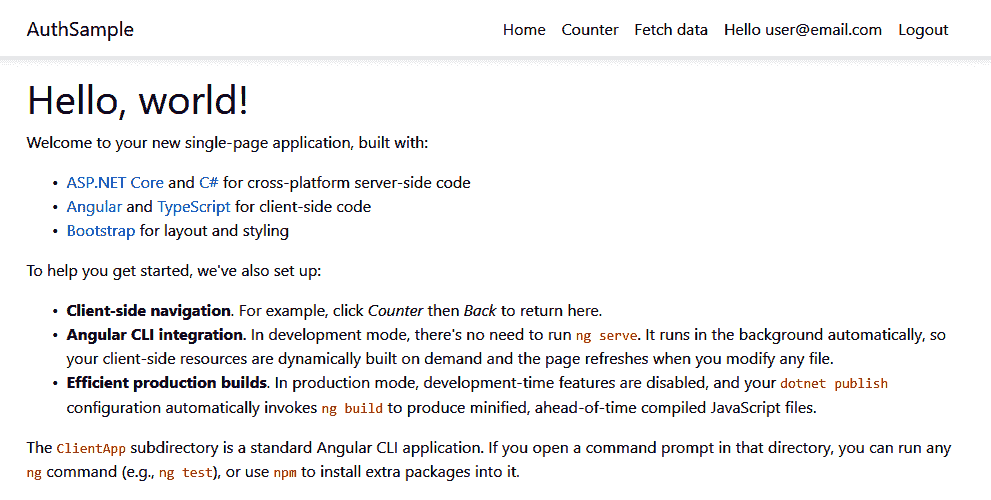 AuthSample Home Counter Fetch data Hello user@email.com Logout
Hello, world!
Welcome to your new single-page application, built with:
• ASP.NET Core and C# for cross-platform server-side code
• Angular and TypeScript for client-side code
• Bootstrap for layout and styling
To help you get started, we've also set up:
• Client-side navigation. For example, click Counter then Back to return here.
• Angular CLI integration. In development mode, there's no need to run ng serve. It runs in the background automatically, so
your client-side resources are dynamically built on demand and the page refreshes when you modify any file.
• Efficient production builds. In production mode, development-time features are disabled, and your dotnet publish
configuration automatically invokes ng build to produce minified, ahead-of-time compiled JavaScript files.
The ClientApp subdirectory is a standard Angular CLI application. If you open a command prompt in that directory, you can run any
ng command (e.g., ng test), or use npm to install extra packages into it.